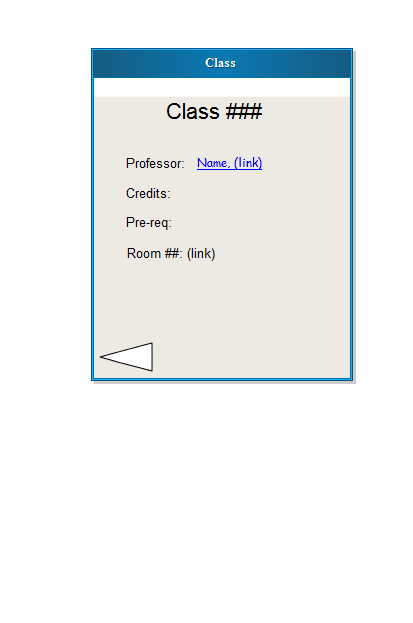 Class
Class ###
Professor: Name, (link)
Credits:
Pre-req:
Room ##: (link)